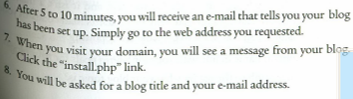 6. After 5 to 10 minutes, you will receive an e-mail that tells you your blog
has been set up. Simply go to the web address you requested.
7. When you visit your domain, you will see a message from your blog.
Click the “install.php” link.
8. You will be asked for a blog title and your e-mail address.